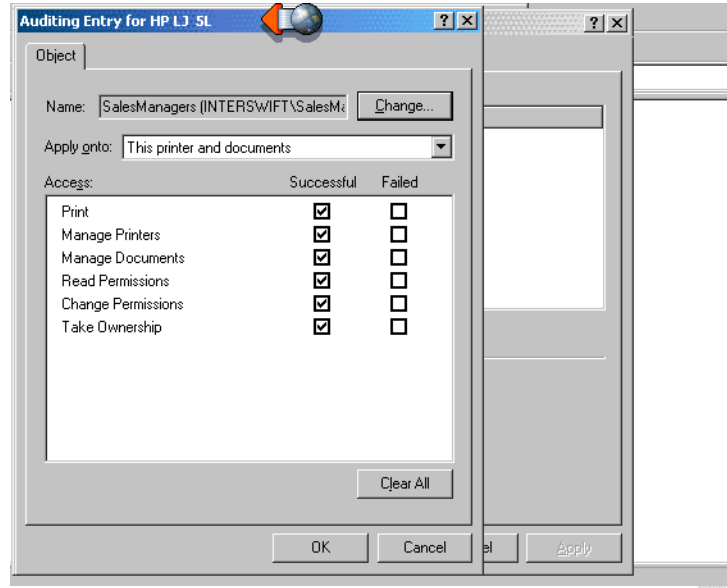 Auditing Entry for HP LJ 5L
Object
Name: SalesManagers (INTERSWIFT\SalesMa Change...
Apply onto: This printer and documents
Access: Successful Failed
Print
Manage Printers
Manage Documents
Read Permissions
Change Permissions
Take Ownership
Clear All
OK Cancel el Apply